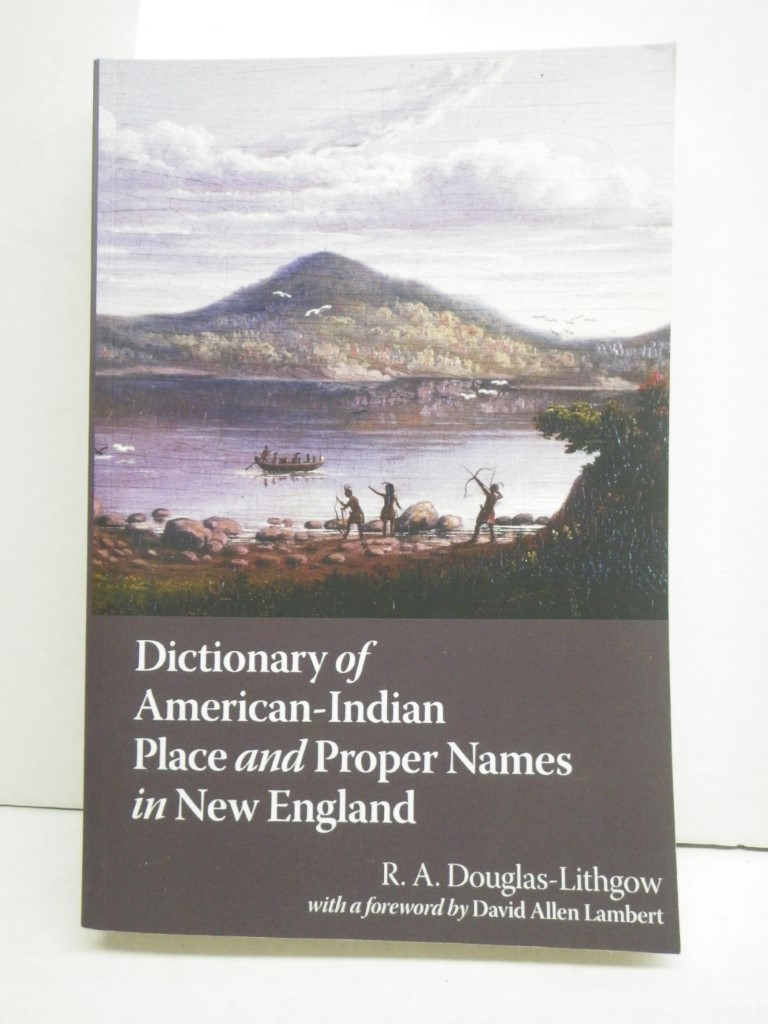 Dictionary of
American-Indian
Place and Proper Names
in New England
R. A. Douglas-Lithgow
with a foreword by David Allen Lambert